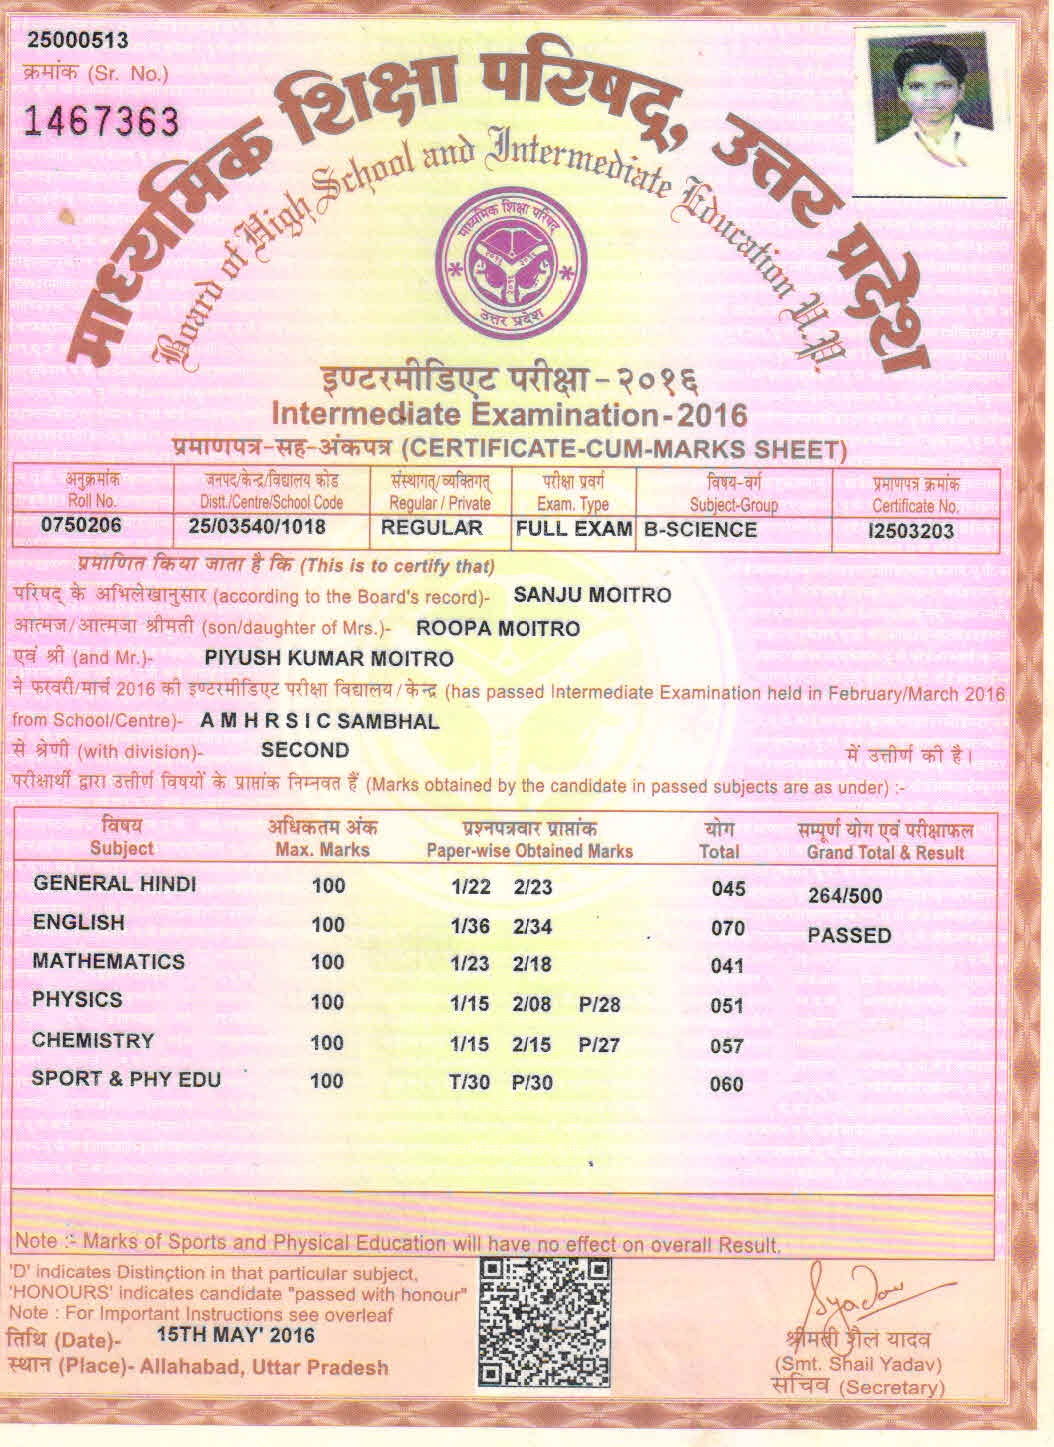 25000513
क्रमांक (Sr. No.)
1467363
माध्यमिक शिक्षा परिषद्, उत्तर प्रदेश
Board of High School and Intermediate Education U.P.
माध्यमिक शिक्षा परिषद
उत्तर प्रदेश
इण्टरमीडिएट परीक्षा - २०१६
Intermediate Examination - 2016
प्रमाणपत्र-सह-अंकपत्र (CERTIFICATE-CUM-MARKS SHEET)
अनुक्रमांक जनपद/केन्द्र/विद्यालय कोड संस्थागत्/व्यक्तिगत् परीक्षा प्रवर्ग विषय-वर्ग प्रमाणपत्र क्रमांक
Roll No. Distt./Centre/School Code Regular / Private Exam. Type Subject-Group Certificate No.
0750206 25/03540/1018 REGULAR FULL EXAM B-SCIENCE I2503203
प्रमाणित किया जाता है कि (This is to certify that)
परिषद् के अभिलेखानुसार (according to the Board's record)- SANJU MOITRO
आत्मज/आत्मजा श्रीमती (son/daughter of Mrs.)- ROOPA MOITRO
एवं श्री (and Mr.)- PIYUSH KUMAR MOITRO
ने फरवरी/मार्च 2016 की इण्टरमीडिएट परीक्षा विद्यालय/केन्द्र (has passed Intermediate Examination held in February/March 2016
from School/Centre)- A M H R S I C SAMBHAL
से श्रेणी (with division)- SECOND में उत्तीर्ण की है।
परीक्षार्थी द्वारा उत्तीर्ण विषयों के प्राप्तांक निम्नवत हैं (Marks obtained by the candidate in passed subjects are as under) :-
विषय अधिकतम अंक प्रश्नपत्रवार प्राप्तांक योग सम्पूर्ण योग एवं परीक्षाफल
Subject Max. Marks Paper-wise Obtained Marks Total Grand Total & Result
GENERAL HINDI 100 1/22 2/23 045 264/500
ENGLISH 100 1/36 2/34 070 PASSED
MATHEMATICS 100 1/23 2/18 041
PHYSICS 100 1/15 2/08 P/28 051
CHEMISTRY 100 1/15 2/15 P/27 057
SPORT & PHY EDU 100 T/30 P/30 060
Note :- Marks of Sports and Physical Education will have no effect on overall Result.
'D' indicates Distinction in that particular subject,
'HONOURS' indicates candidate "passed with honour"
Note : For Important Instructions see overleaf
तिथि (Date)- 15TH MAY' 2016
स्थान (Place)- Allahabad, Uttar Pradesh
श्रीमती शैल यादव
(Smt. Shail Yadav)
सचिव (Secretary)